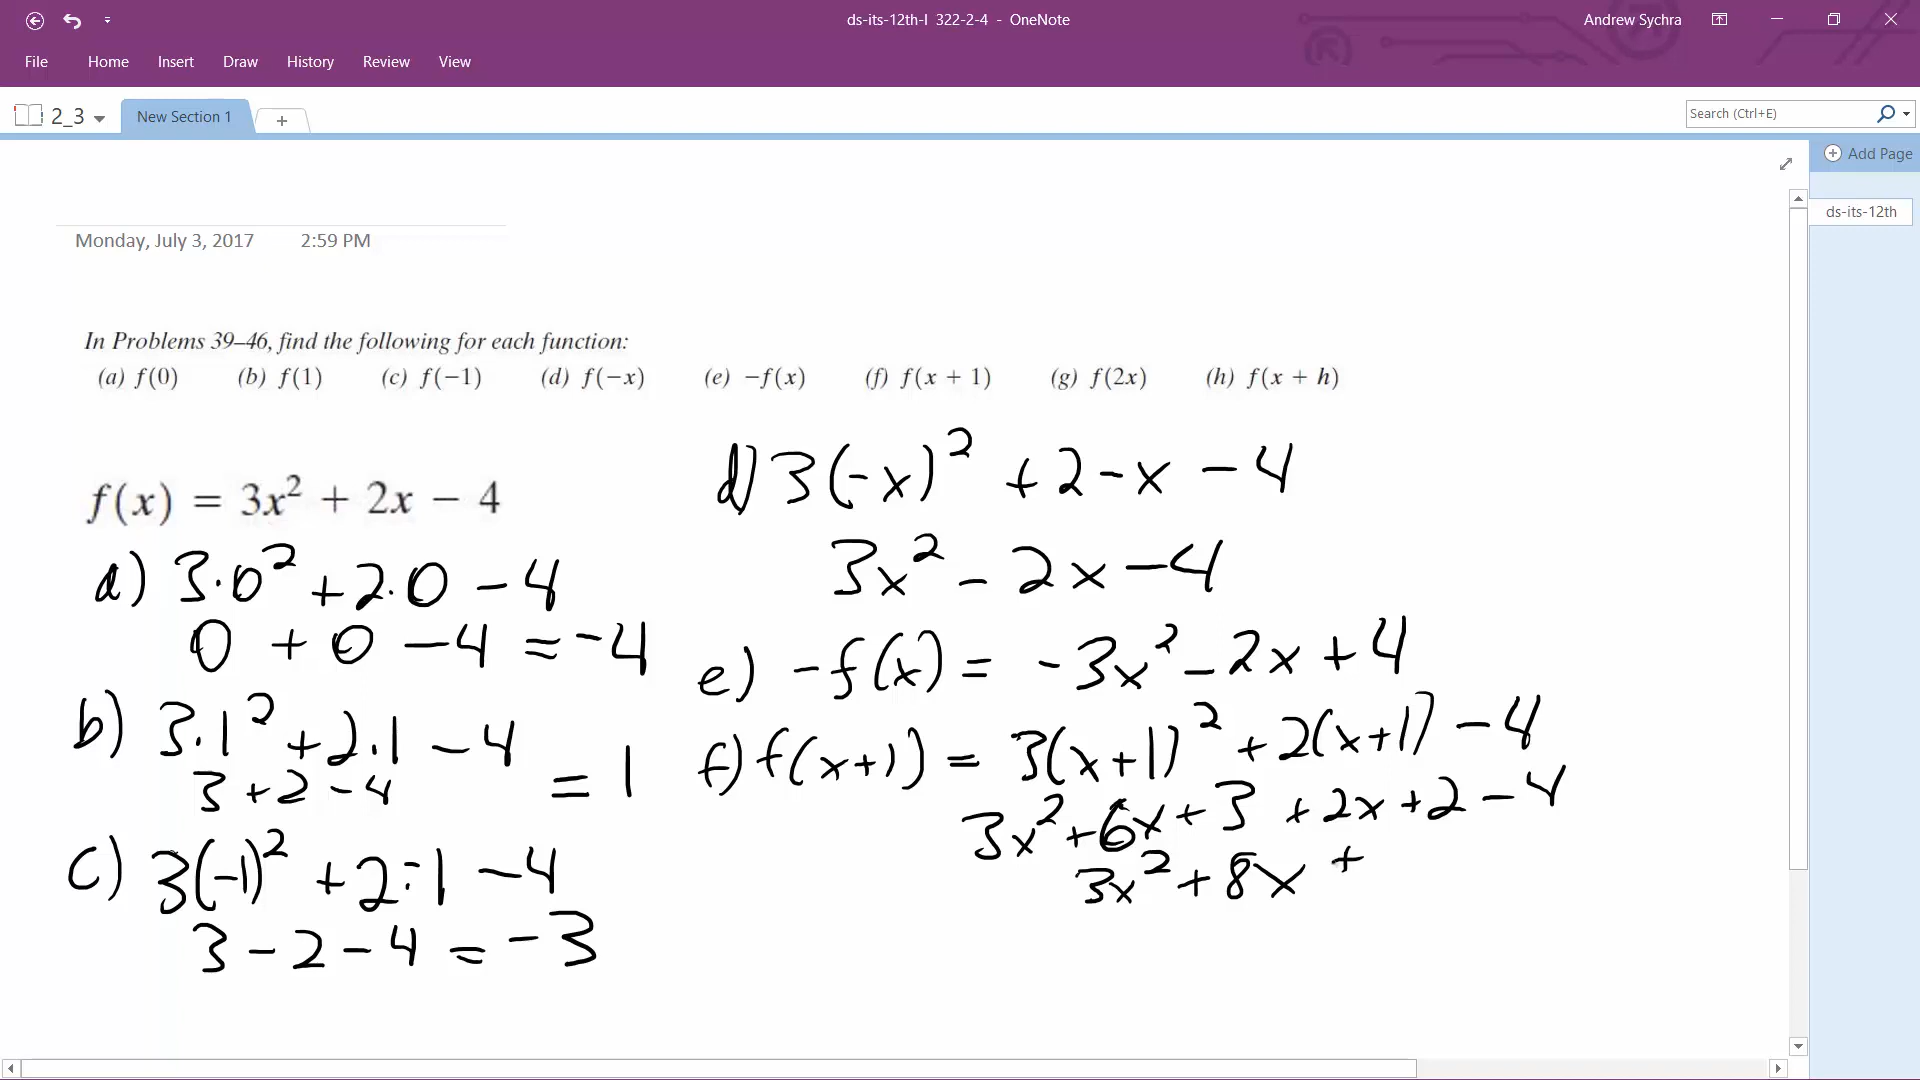 ds-its-12th-I 322-2-4 - OneNote
Andrew Sychra
File Home Insert Draw History Review View
2_3
New Section 1
+
Search (Ctrl+E)
Add Page
ds-its-12th
Monday, July 3, 2017 2:59 PM
In Problems 39–46, find the following for each function:
(a) f(0) (b) f(1) (c) f(−1) (d) f(−x) (e) −f(x) (f) f(x + 1) (g) f(2x) (h) f(x + h)
f(x) = 3x² + 2x − 4
a) 3·0² + 2·0 − 4
0 + 0 − 4 = −4
b) 3·1² + 2·1 − 4
3 + 2 − 4 = 1
c) 3(−1)² + 2·−1 − 4
3 − 2 − 4 = −3
d) 3(−x)² + 2 − x − 4
3x² − 2x − 4
e) −f(x) = −3x² − 2x + 4
f) f(x+1) = 3(x+1)² + 2(x+1) − 4
3x² + 6x + 3 + 2x + 2 − 4
3x² + 8x +